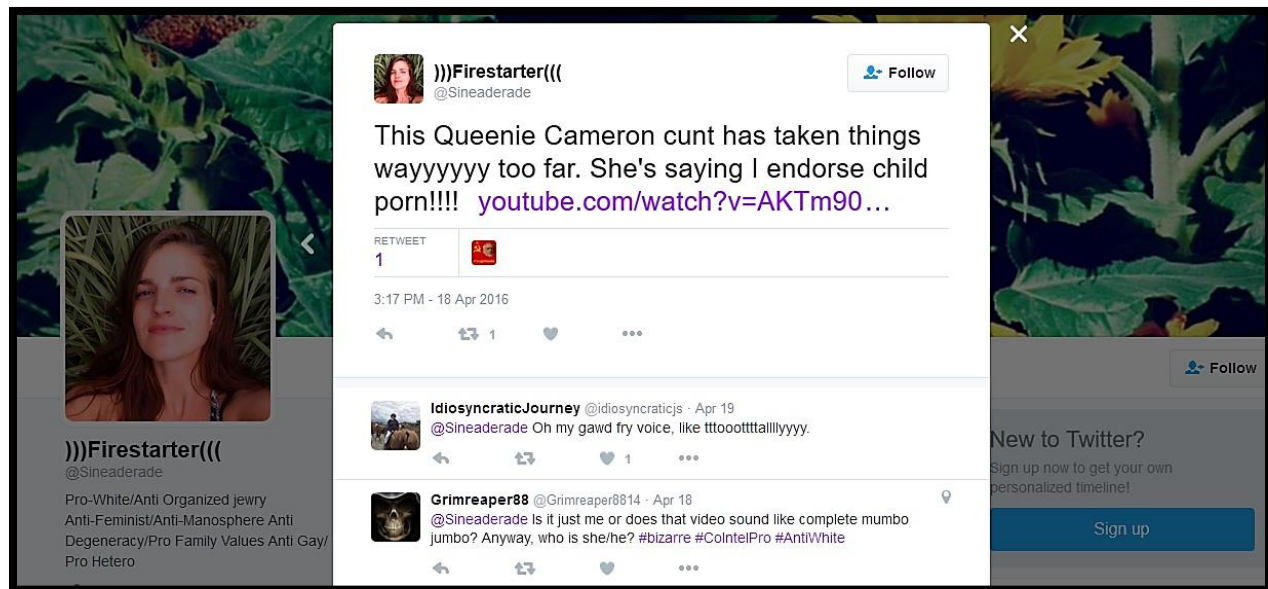 )))Firestarter(((
@Sineaderade
Follow
This Queenie Cameron cunt has taken things
wayyyyyy too far. She's saying I endorse child
porn!!!! youtube.com/watch?v=AKTm90…
RETWEET
1
3:17 PM - 18 Apr 2016
1
IdiosyncraticJourney @idiosyncraticjs · Apr 19
@Sineaderade Oh my gawd fry voice, like tttoootttallllyyyy.
1
Grimreaper88 @Grimreaper8814 · Apr 18
@Sineaderade Is it just me or does that video sound like complete mumbo
jumbo? Anyway, who is she/he? #bizarre #CoIntelPro #AntiWhite
)))Firestarter(((
@Sineaderade
Pro-White/Anti Organized jewry
Anti-Feminist/Anti-Manosphere Anti
Degeneracy/Pro Family Values Anti Gay/
Pro Hetero
Follow
New to Twitter?
Sign up now to get your own
personalized timeline!
Sign up